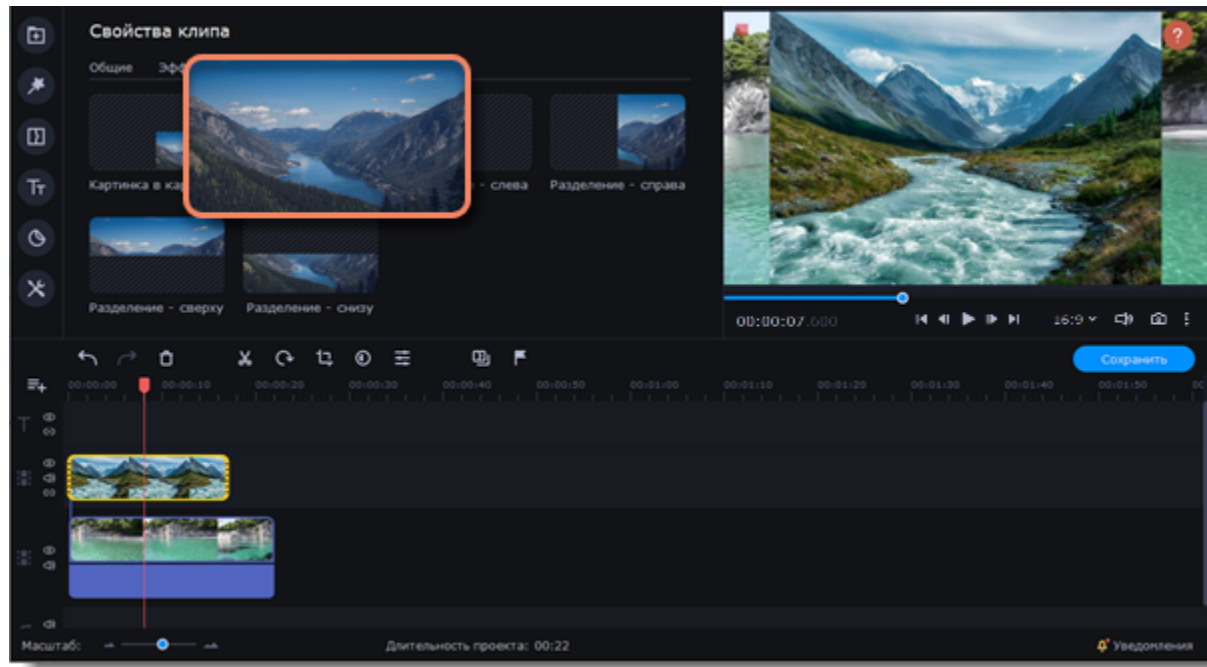 Свойства клипа
Общие Эфф
Картинка в кар
- слева
Разделение - справа
Разделение - сверху
Разделение - снизу
?
00:00:07.600
16:9
Сохранить
00:00:00 00:00:10 00:00:20 00:00:30 00:00:40 00:00:50 00:01:00 00:01:10 00:01:20 00:01:30 00:01:40 00:01:50 00
Масштаб:
Длительность проекта: 00:22
Уведомления